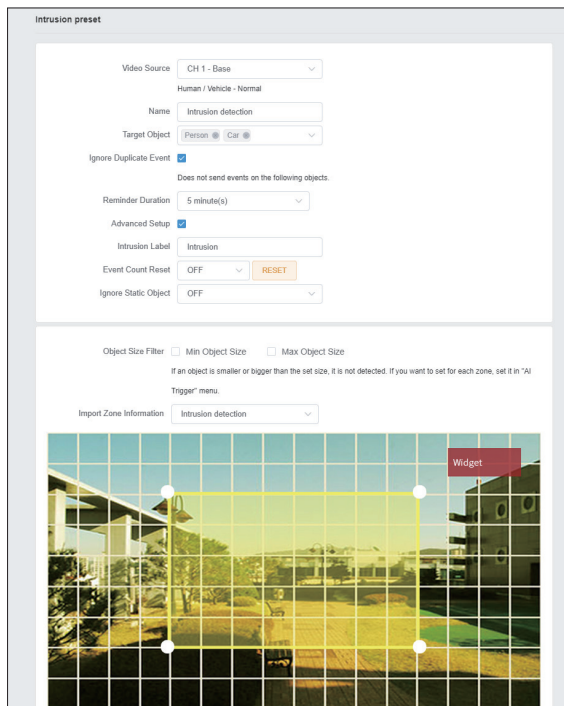 Intrusion preset
Video Source CH 1 - Base
Human / Vehicle - Normal
Name Intrusion detection
Target Object Person Car
Ignore Duplicate Event
Does not send events on the following objects.
Reminder Duration 5 minute(s)
Advanced Setup
Intrusion Label Intrusion
Event Count Reset OFF RESET
Ignore Static Object OFF
Object Size Filter Min Object Size Max Object Size
If an object is smaller or bigger than the set size, it is not detected. If you want to set for each zone, set it in "AI
Trigger" menu.
Import Zone Information Intrusion detection
Widget